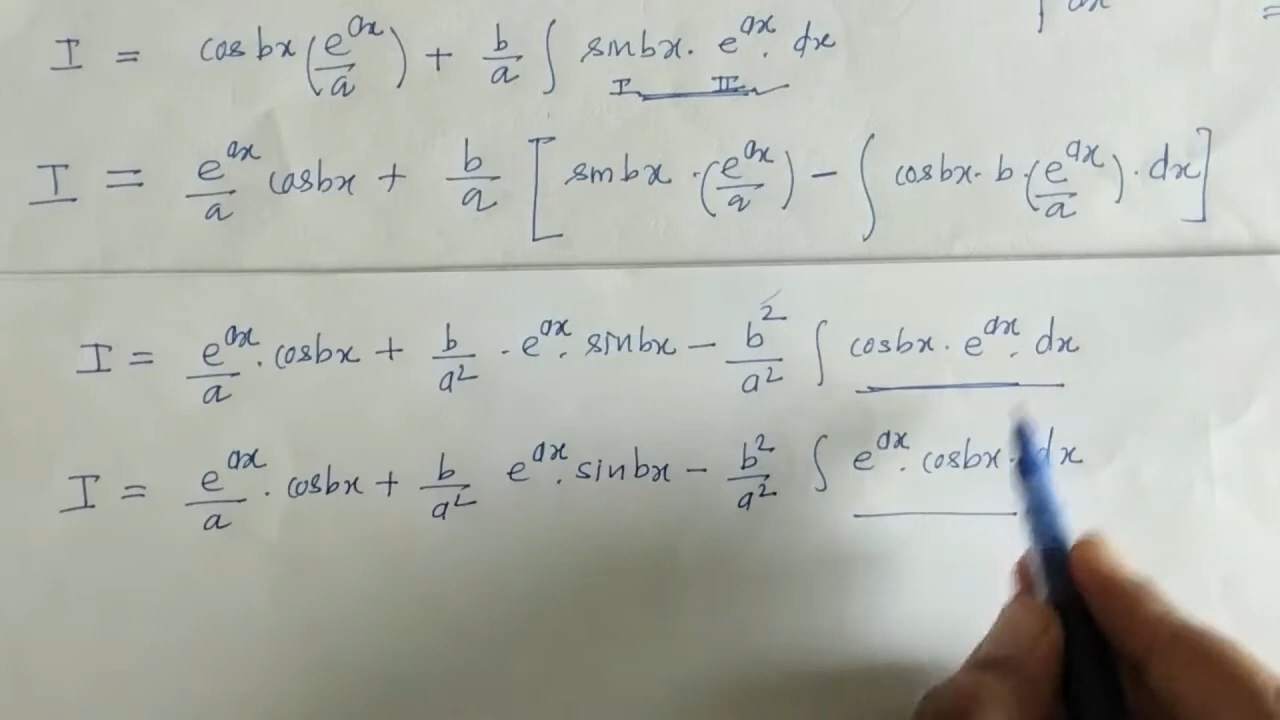 I = cos bx (e^{ax}/a) + b/a ∫ sin bx · e^{ax} · dx
I II
I = e^{ax}/a cos bx + b/a [ sin bx · (e^{ax}/a) − ∫ cos bx · b · (e^{ax}/a) · dx ]
I = e^{ax}/a · cos bx + b/a² · e^{ax} · sin bx − b²/a² ∫ cos bx · e^{ax} · dx
I = e^{ax}/a · cos bx + b/a² e^{ax} · sin bx − b²/a² ∫ e^{ax} · cos bx · dx